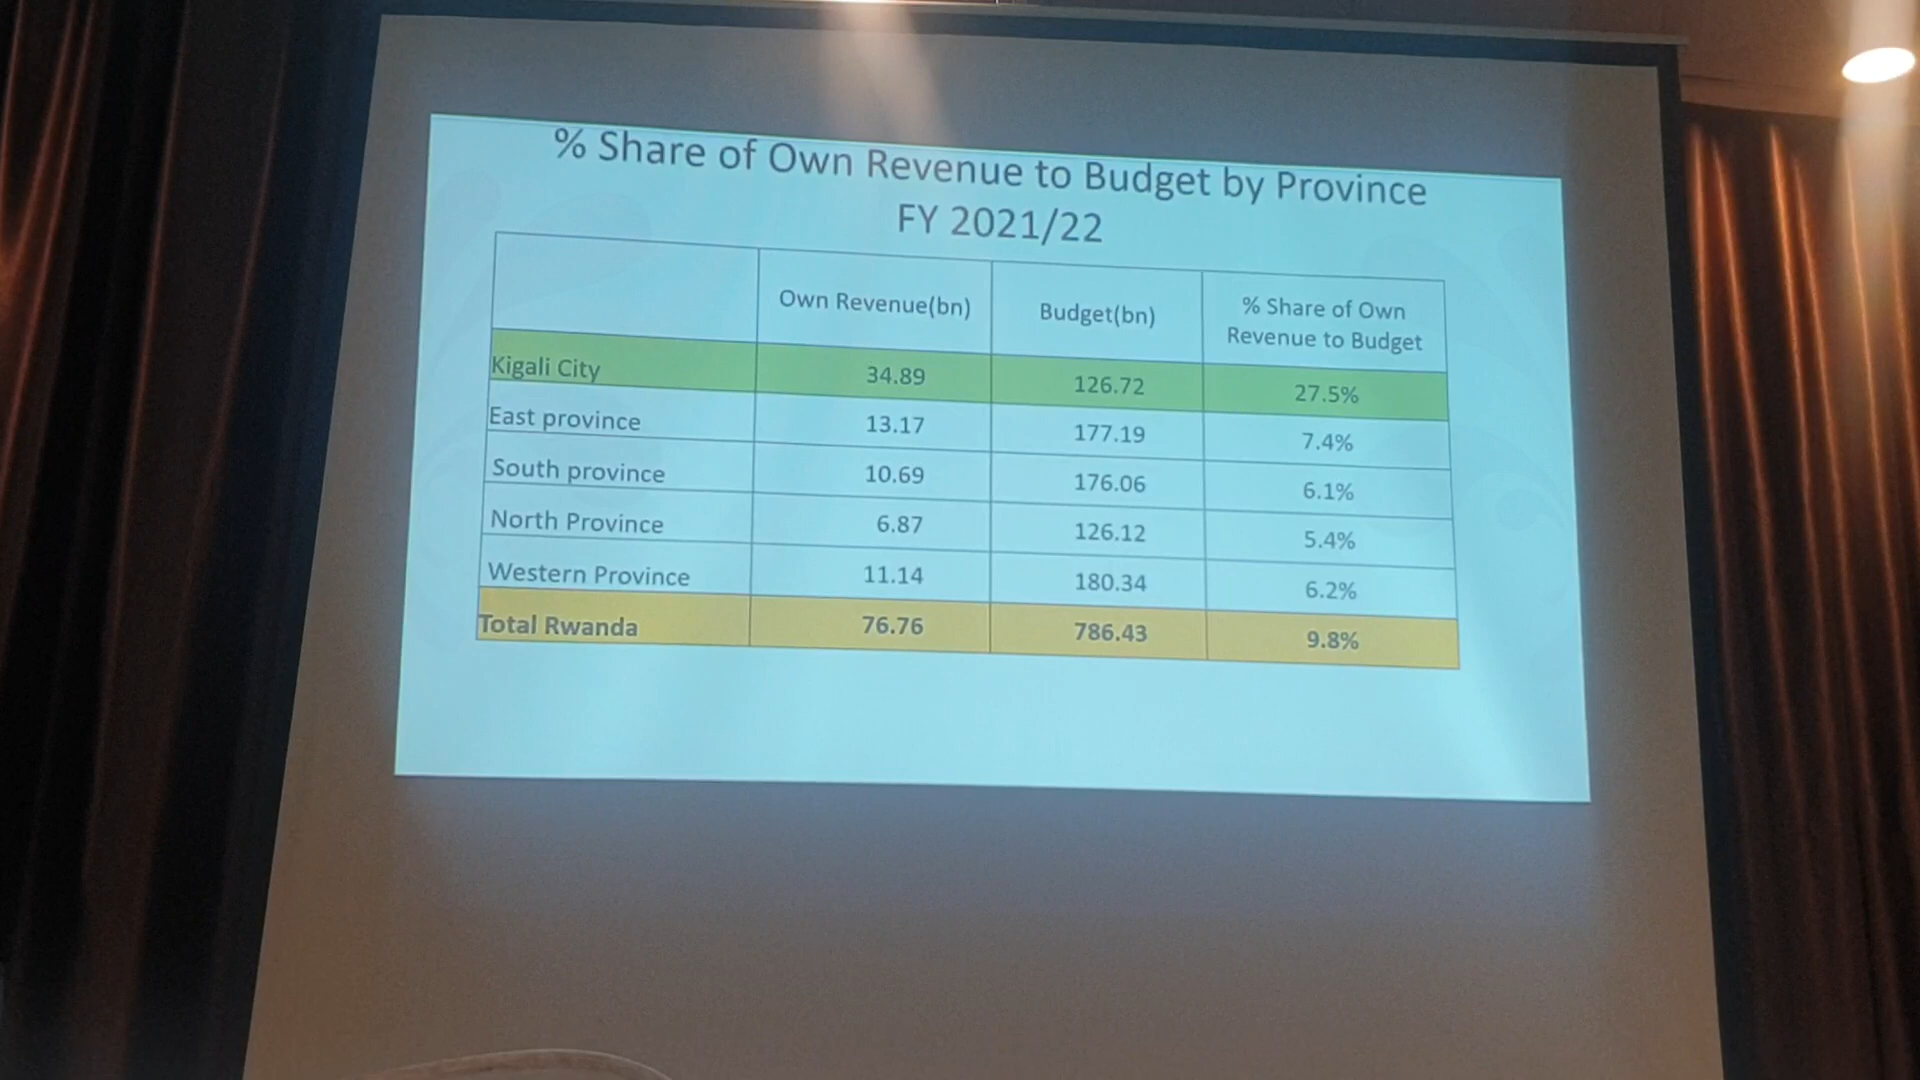 % Share of Own Revenue to Budget by Province
FY 2021/22
Own Revenue(bn) Budget(bn) % Share of Own
Revenue to Budget
Kigali City 34.89 126.72 27.5%
East province 13.17 177.19 7.4%
South province 10.69 176.06 6.1%
North Province 6.87 126.12 5.4%
Western Province 11.14 180.34 6.2%
Total Rwanda 76.76 786.43 9.8%